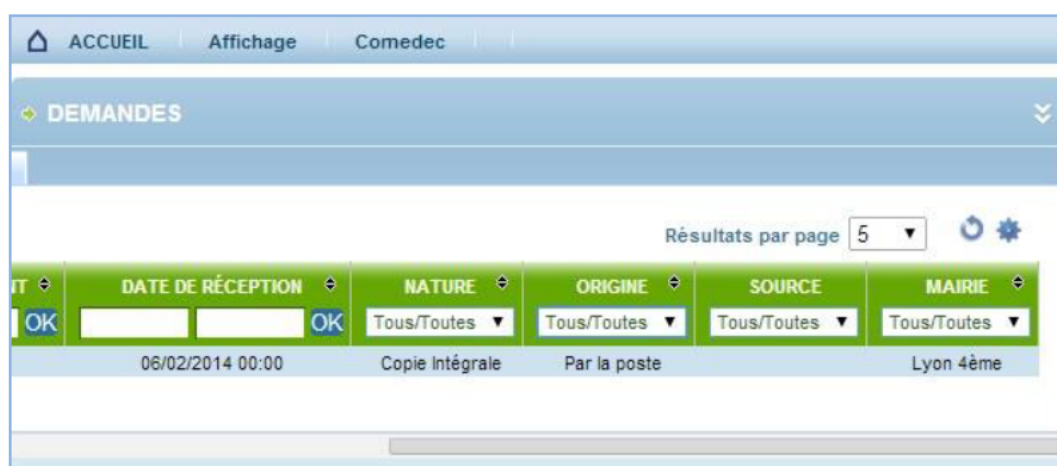 ACCUEIL Affichage Comedec
DEMANDES
Résultats par page 5
NT DATE DE RÉCEPTION NATURE ORIGINE SOURCE MAIRIE
OK OK Tous/Toutes Tous/Toutes Tous/Toutes Tous/Toutes
06/02/2014 00:00 Copie Intégrale Par la poste Lyon 4ème